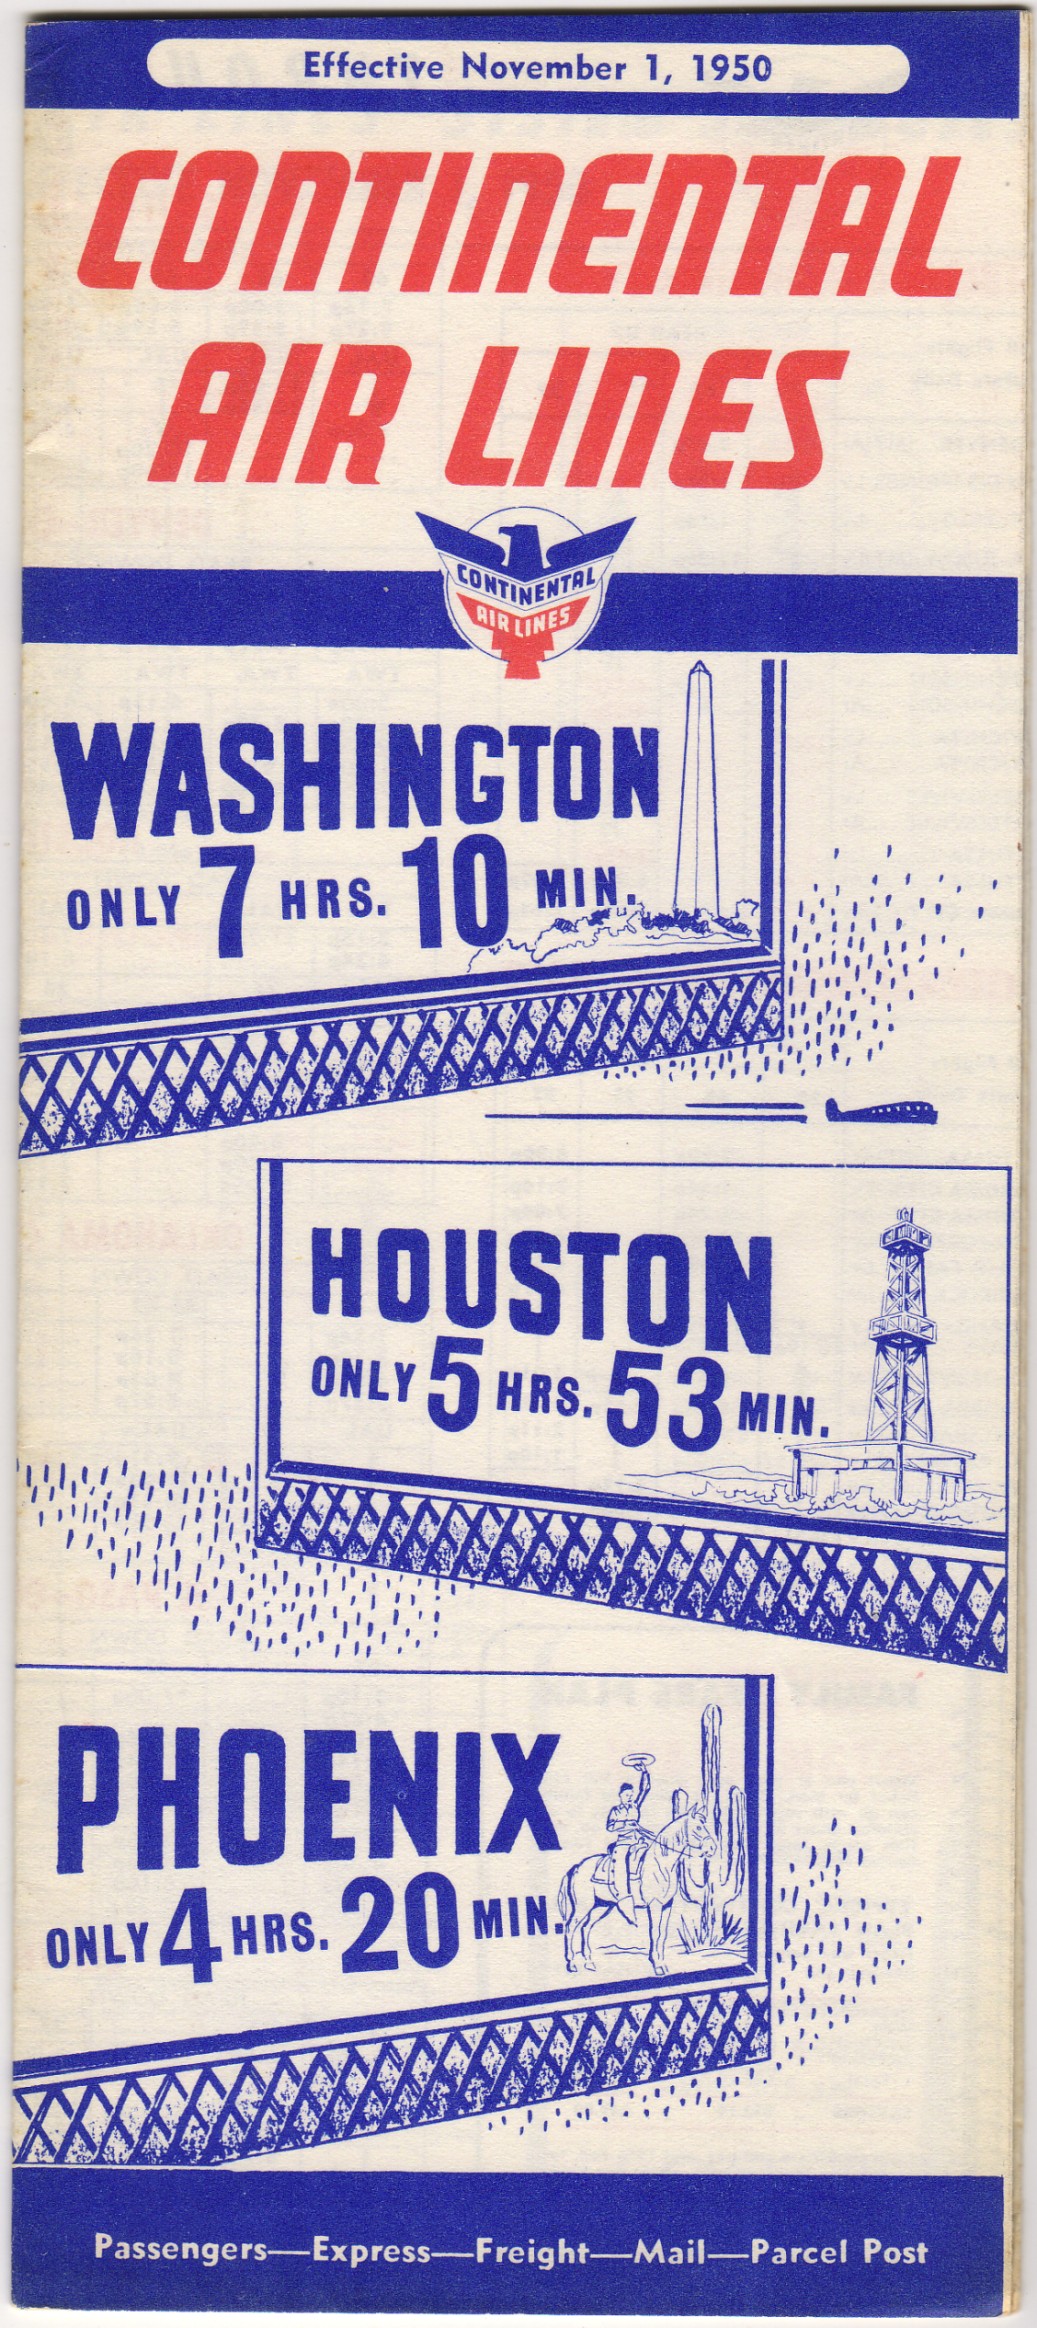 Effective November 1, 1950
CONTINENTAL
AIR LINES
CONTINENTAL
AIR LINES
WASHINGTON
ONLY 7 HRS. 10 MIN.
HOUSTON
ONLY 5 HRS. 53 MIN.
PHOENIX
ONLY 4 HRS. 20 MIN.
Passengers—Express—Freight—Mail—Parcel Post